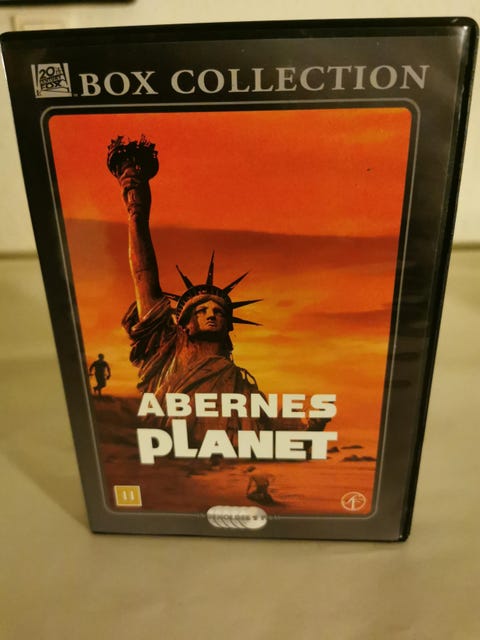 20th
CENTURY
FOX
BOX COLLECTION
ABERNES
PLANET
11